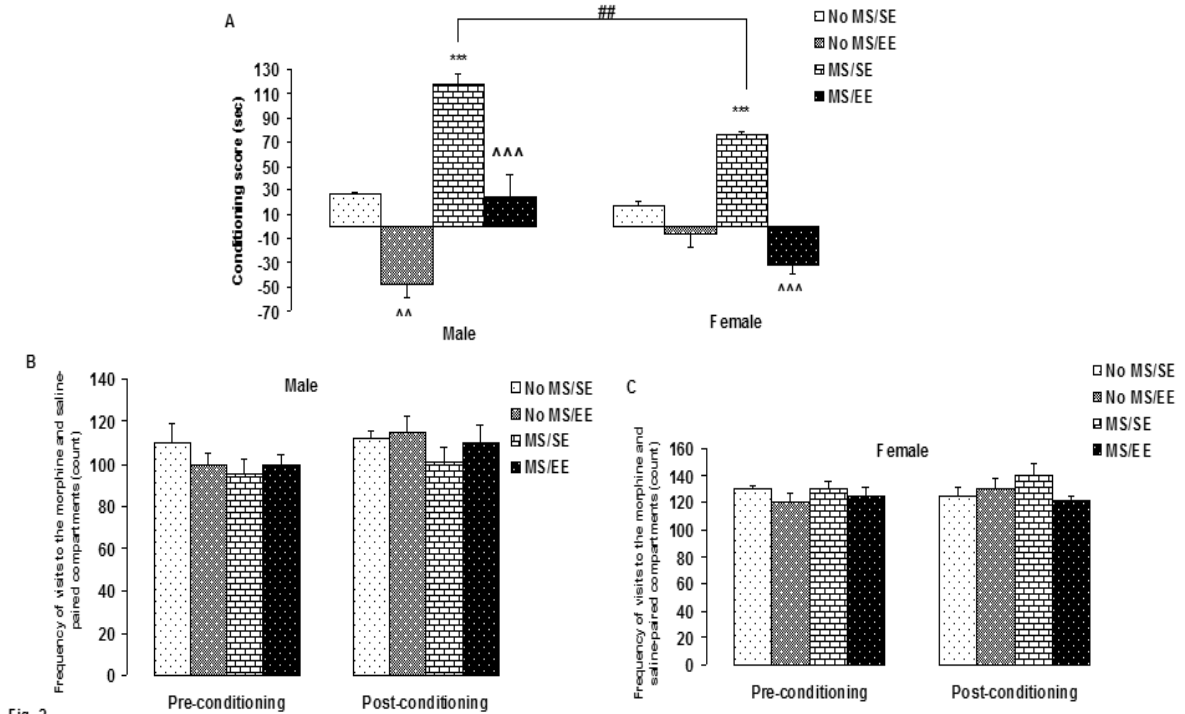 A
##
No MS/SE
No MS/EE
MS/SE
MS/EE
Conditioning score (sec)
130
110
90
70
50
30
10
-10
-30
-50
-70
***
^^^
^^
***
^^^
Male
Female
B
Male
Frequency of visits to the morphine and saline-
paired compartments (count)
140
120
100
80
60
40
20
0
No MS/SE
No MS/EE
MS/SE
MS/EE
Pre-conditioning
Post-conditioning
C
Female
Frequency of visits to the morphine and
saline-paired compartments (count)
160
140
120
100
80
60
40
20
0
No MS/SE
No MS/EE
MS/SE
MS/EE
Pre-conditioning
Post-conditioning